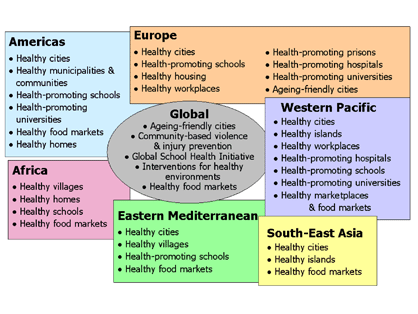 Americas
• Healthy cities
• Healthy municipalities &
communities
• Health-promoting schools
• Health-promoting
universities
• Healthy food markets
• Healthy homes
Europe
• Healthy cities
• Health-promoting schools
• Healthy housing
• Healthy workplaces
• Health-promoting prisons
• Health-promoting hospitals
• Health-promoting universities
• Ageing-friendly cities
Global
• Ageing-friendly cities
• Community-based violence
& injury prevention
• Global School Health Initiative
• Interventions for healthy
environments
• Healthy food markets
Western Pacific
• Healthy cities
• Healthy islands
• Healthy workplaces
• Health-promoting hospitals
• Health-promoting schools
• Health-promoting universities
• Healthy marketplaces
& food markets
Africa
• Healthy villages
• Healthy homes
• Healthy schools
• Healthy food markets
Eastern Mediterranean
• Healthy cities
• Healthy villages
• Health-promoting schools
• Healthy food markets
South-East Asia
• Healthy cities
• Healthy islands
• Healthy food markets